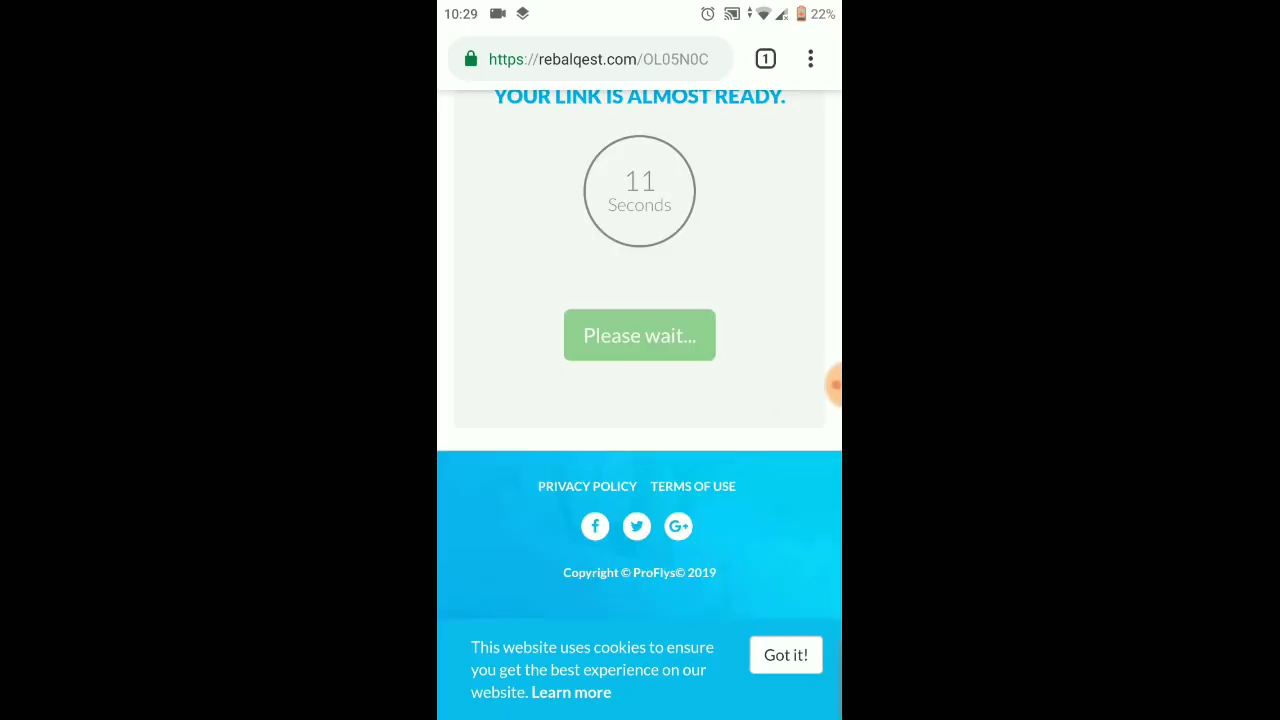 10:29
22%
https://rebalqest.com/OL05N0C
1
YOUR LINK IS ALMOST READY.
11
Seconds
Please wait...
PRIVACY POLICY TERMS OF USE
f G+
Copyright © ProFlys© 2019
This website uses cookies to ensure
you get the best experience on our
website. Learn more
Got it!